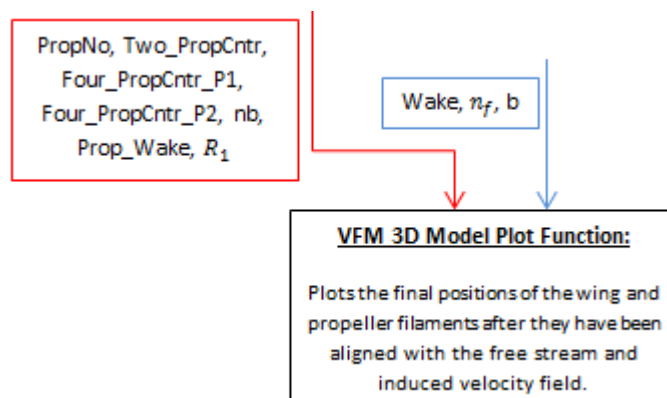 PropNo, Two_PropCntr,
Four_PropCntr_P1,
Four_PropCntr_P2, nb,
Prop_Wake, R₁
Wake, n_f, b
VFM 3D Model Plot Function:
Plots the final positions of the wing and
propeller filaments after they have been
aligned with the free stream and
induced velocity field.